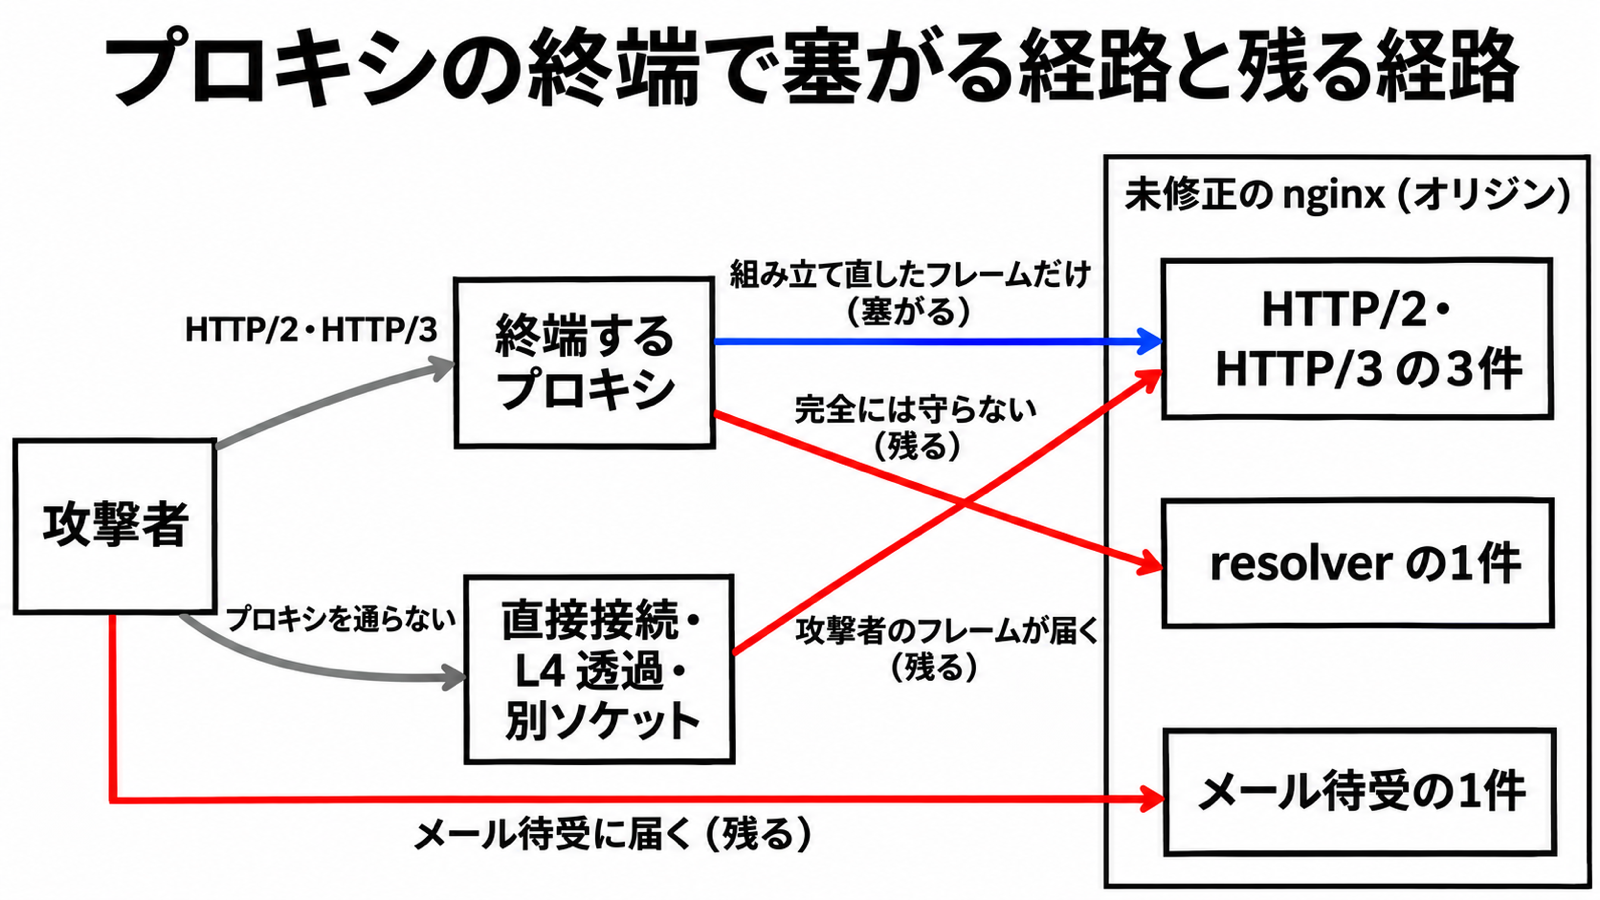 プロキシの終端で塞がる経路と残る経路
未修正の nginx (オリジン)
組み立て直したフレームだけ
(塞がる)
HTTP/2・HTTP/3
終端する
プロキシ
HTTP/2・
HTTP/3 の3件
完全には守らない
(残る)
攻撃者
resolver の1件
プロキシを通らない
直接接続・
L4 透過・
別ソケット
攻撃者のフレームが届く
(残る)
メール待受の1件
メール待受に届く (残る)